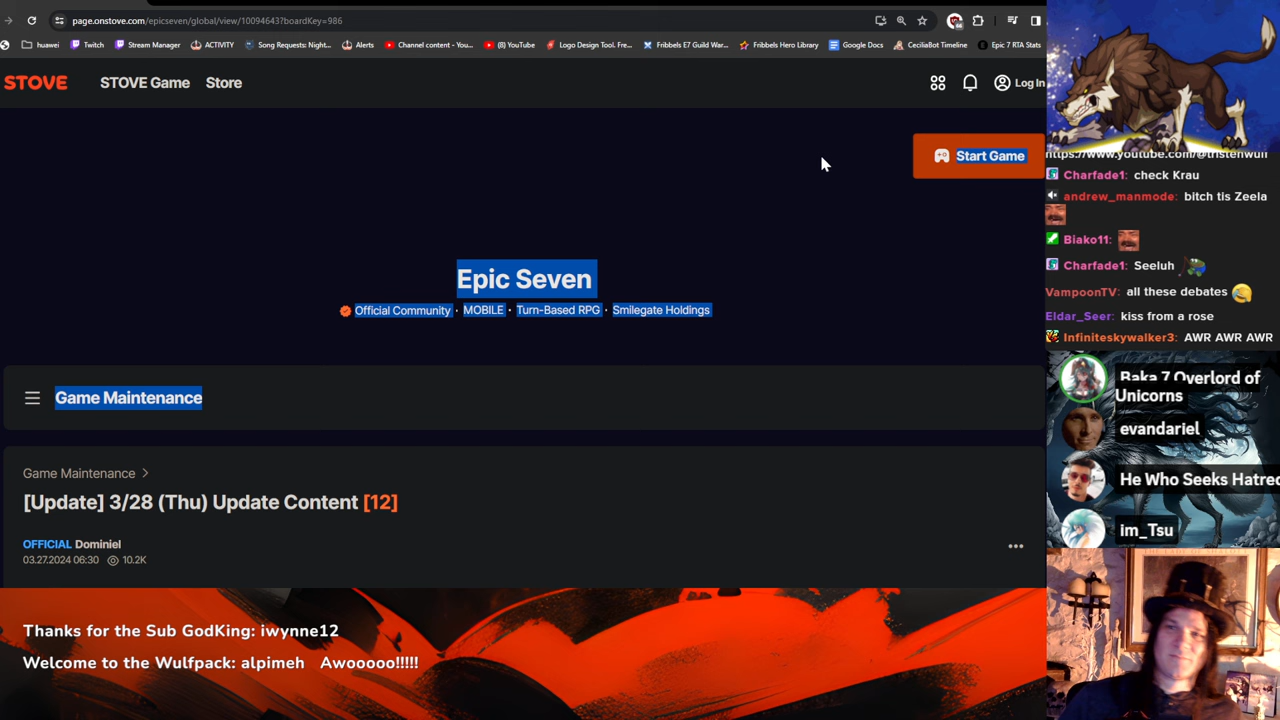 page.onstove.com/epicseven/global/view/10094643?boardKey=986
huawei
Twitch
Stream Manager
ACTIVITY
Song Requests: Night...
Alerts
Channel content - You...
(8) YouTube
Logo Design Tool. Fre...
Fribbels E7 Guild War...
Fribbels Hero Library
Google Docs
CeciliaBot Timeline
Epic 7 RTA Stats
STOVE
STOVE Game
Store
Log In
Start Game
Epic Seven
Official Community · MOBILE · Turn-Based RPG · Smilegate Holdings
Game Maintenance
Game Maintenance >
[Update] 3/28 (Thu) Update Content [12]
OFFICIAL Dominiel
03.27.2024 06:30 10.2K
Thanks for the Sub GodKing: iwynne12
Welcome to the Wulfpack: alpimeh Awooooo!!!!!
https://www.youtube.com/@tristenwulf
Charfade1: check Krau
andrew_manmode: bitch tis Zeela
Biako11:
Charfade1: Seeluh
VampoonTV: all these debates
Eldar_Seer: kiss from a rose
Infiniteskywalker3: AWR AWR AWR
Baka 7 Overlord of
Unicorns
evandariel
He Who Seeks Hatred
im_Tsu